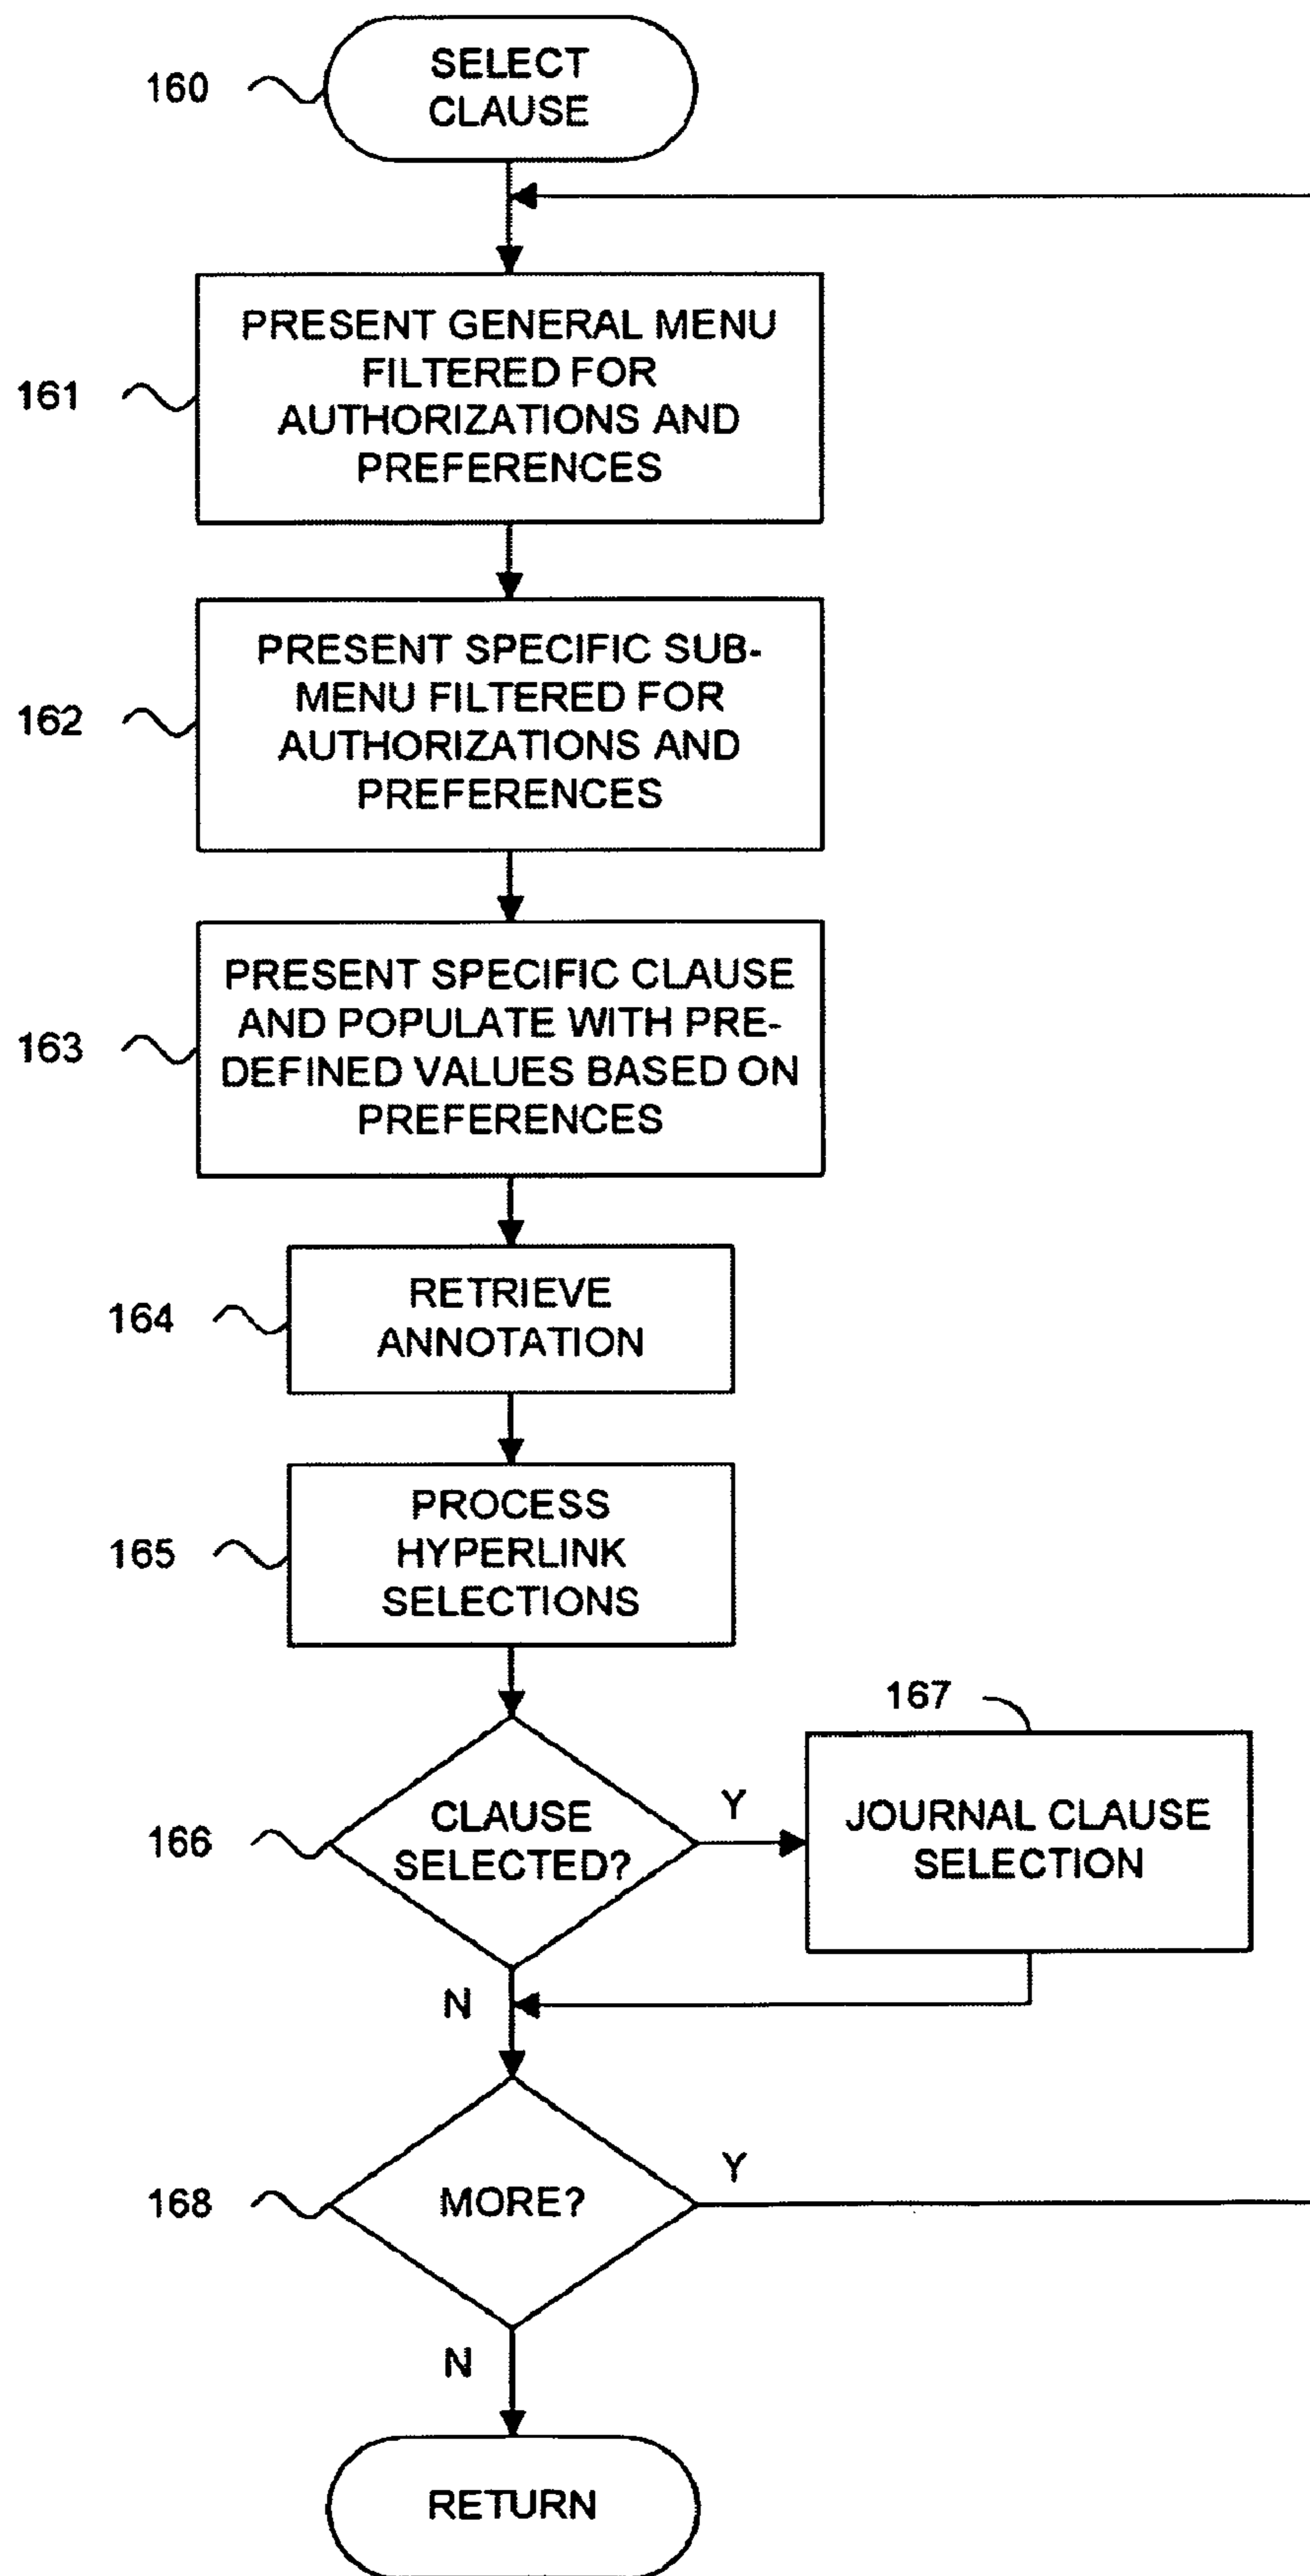 160
SELECT
CLAUSE
161
PRESENT GENERAL MENU
FILTERED FOR
AUTHORIZATIONS AND
PREFERENCES
162
PRESENT SPECIFIC SUB-
MENU FILTERED FOR
AUTHORIZATIONS AND
PREFERENCES
163
PRESENT SPECIFIC CLAUSE
AND POPULATE WITH PRE-
DEFINED VALUES BASED ON
PREFERENCES
164
RETRIEVE
ANNOTATION
165
PROCESS
HYPERLINK
SELECTIONS
166
CLAUSE
SELECTED?
Y
167
JOURNAL CLAUSE
SELECTION
N
168
MORE?
Y
N
RETURN